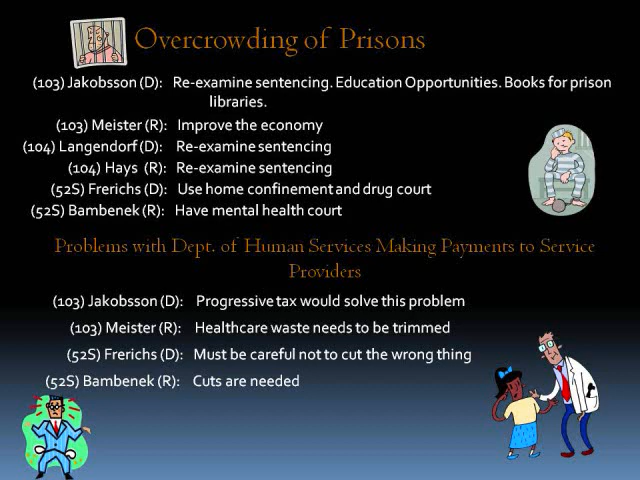 Overcrowding of Prisons
(103) Jakobsson (D): Re-examine sentencing. Education Opportunities. Books for prison
libraries.
(103) Meister (R): Improve the economy
(104) Langendorf (D): Re-examine sentencing
(104) Hays (R): Re-examine sentencing
(52S) Frerichs (D): Use home confinement and drug court
(52S) Bambenek (R): Have mental health court
Problems with Dept. of Human Services Making Payments to Service
Providers
(103) Jakobsson (D): Progressive tax would solve this problem
(103) Meister (R): Healthcare waste needs to be trimmed
(52S) Frerichs (D): Must be careful not to cut the wrong thing
(52S) Bambenek (R): Cuts are needed